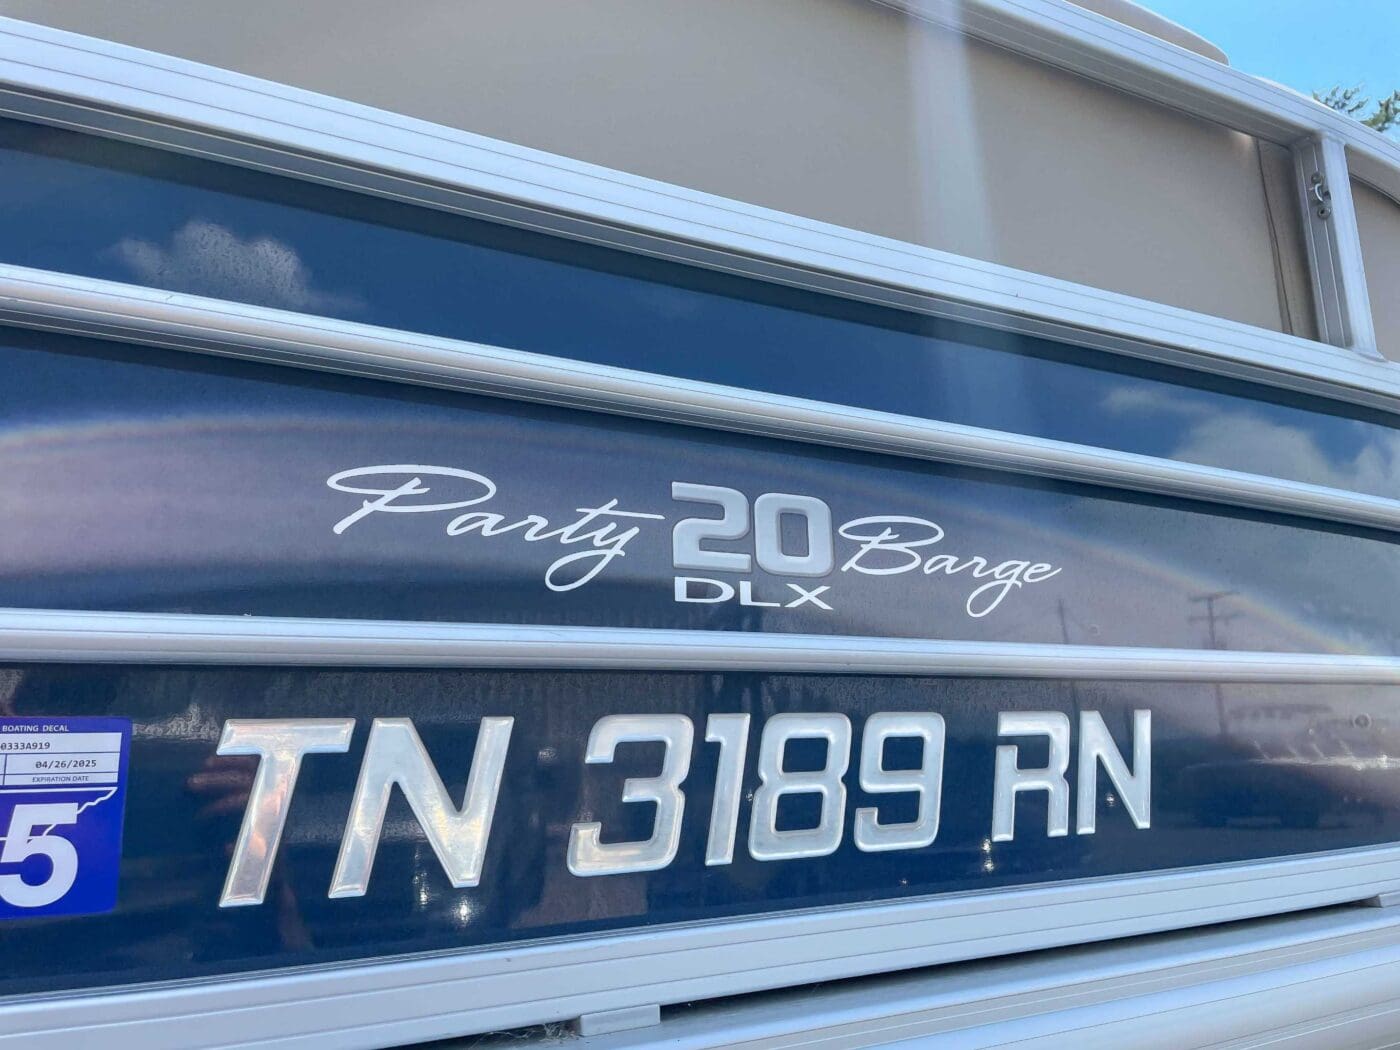 Party 20 Barge
DLX
BOATING DECAL
0333A919
04/26/2025
EXPIRATION DATE
5
TN 3189 RN